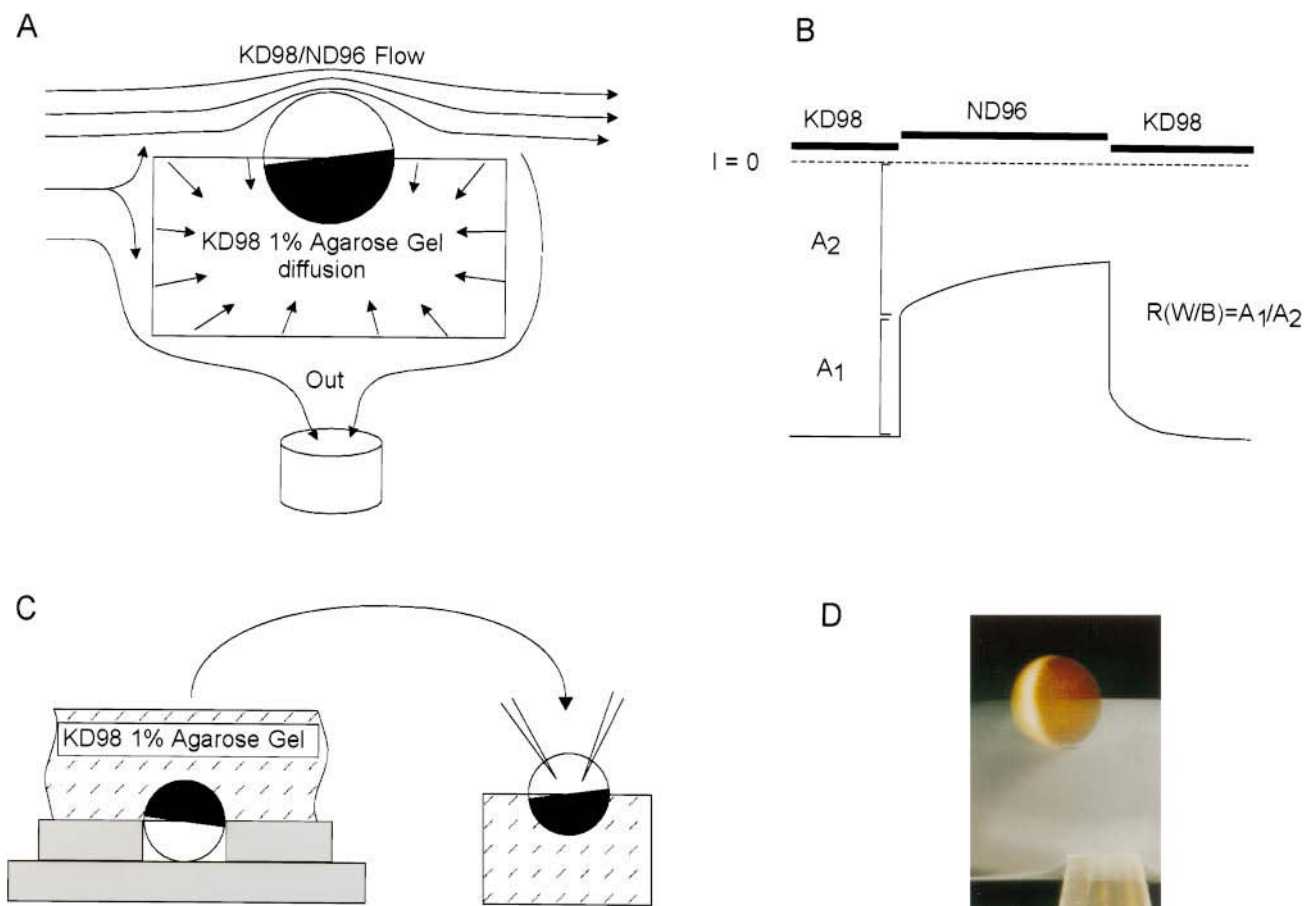 A
KD98/ND96 Flow
KD98 1% Agarose Gel
diffusion
Out
B
KD98
ND96
KD98
I = 0
A2
A1
R(W/B)=A1/A2
C
KD98 1% Agarose Gel
D